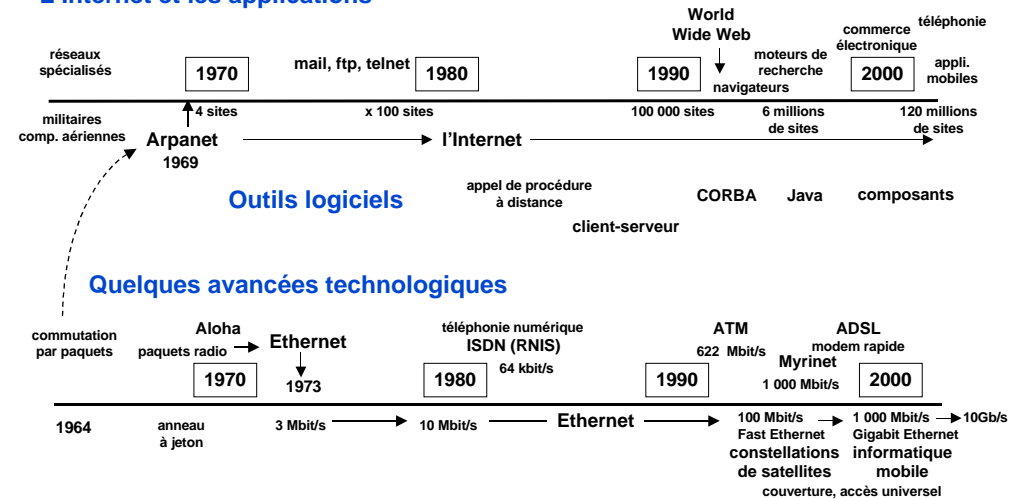 L'Internet et les applications
World
Wide Web
téléphonie
commerce
électronique
réseaux
spécialisés
1970
mail, ftp, telnet
1980
1990
navigateurs
moteurs de
recherche
2000
appli.
mobiles
militaires
comp. aériennes
4 sites
x 100 sites
100 000 sites
6 millions
de sites
120 millions
de sites
Arpanet
1969
l'Internet
Outils logiciels
appel de procédure
à distance
client-serveur
CORBA
Java
composants
Quelques avancées technologiques
commutation
par paquets
Aloha
paquets radio
Ethernet
1973
téléphonie numérique
ISDN (RNIS)
64 kbit/s
ATM
622 Mbit/s
Myrinet
1 000 Mbit/s
ADSL
modem rapide
1970
1980
1990
2000
1964
anneau
à jeton
3 Mbit/s
10 Mbit/s
Ethernet
100 Mbit/s
Fast Ethernet
1 000 Mbit/s
Gigabit Ethernet
10Gb/s
constellations
de satellites
informatique
mobile
couverture, accès universel